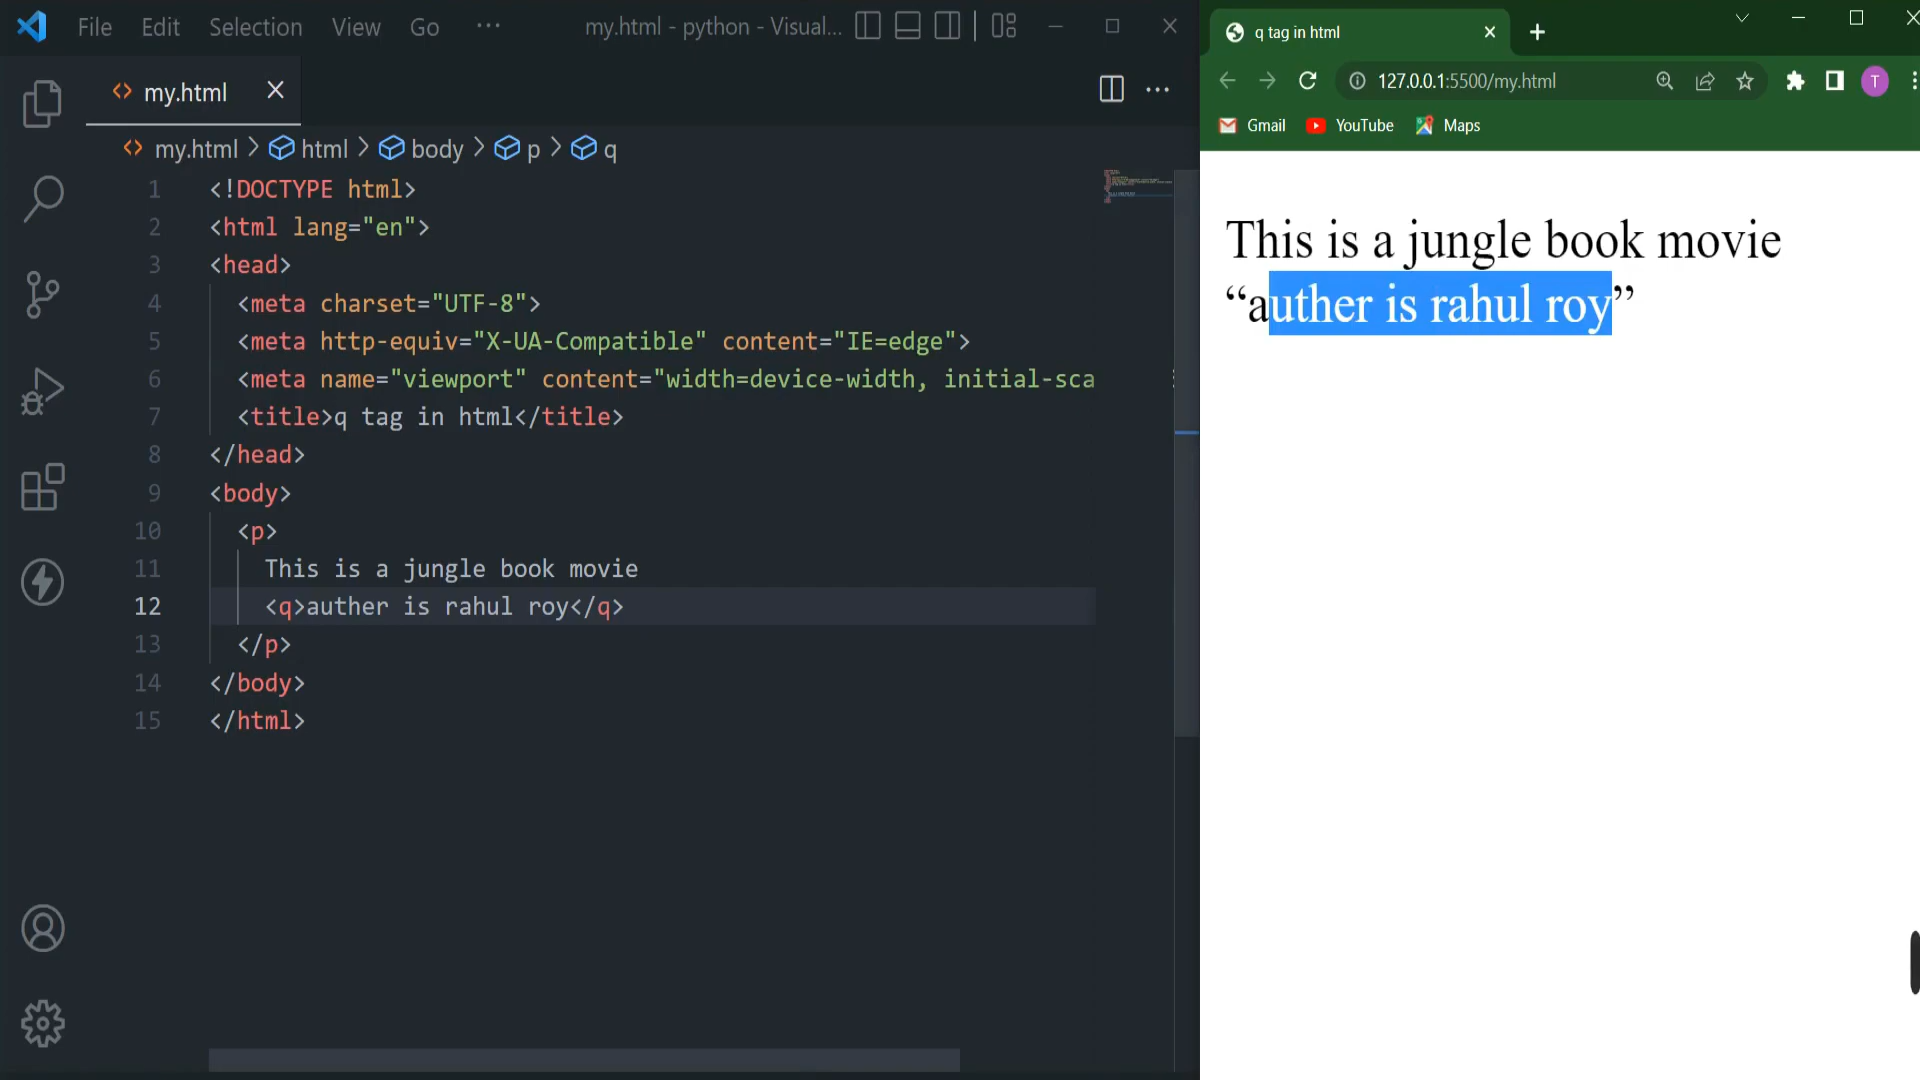 File Edit Selection View Go ... my.html - python - Visual...
my.html
my.html > html > body > p > q
1 <!DOCTYPE html>
2 <html lang="en">
3 <head>
4 <meta charset="UTF-8">
5 <meta http-equiv="X-UA-Compatible" content="IE=edge">
6 <meta name="viewport" content="width=device-width, initial-sca
7 <title>q tag in html</title>
8 </head>
9 <body>
10 <p>
11 This is a jungle book movie
12 <q>auther is rahul roy</q>
13 </p>
14 </body>
15 </html>
q tag in html
127.0.0.1:5500/my.html
T
Gmail YouTube Maps
This is a jungle book movie
“auther is rahul roy”